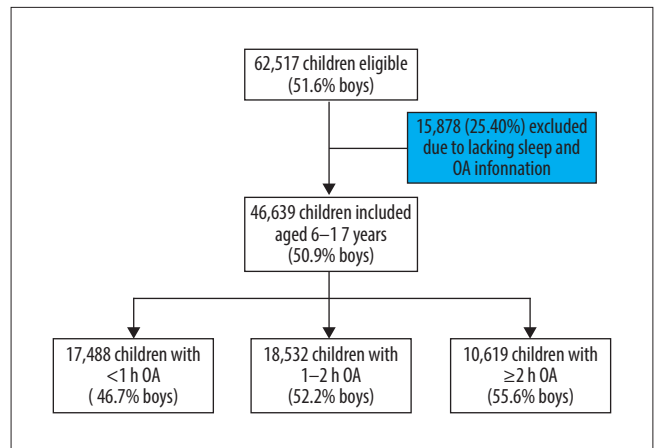 62,517 children eligible
(51.6% boys)
15,878 (25.40%) excluded
due to lacking sleep and
OA infonnation
46,639 children included
aged 6–1 7 years
(50.9% boys)
17,488 children with
<1 h OA
( 46.7% boys)
18,532 children with
1–2 h OA
(52.2% boys)
10,619 children with
≥2 h OA
(55.6% boys)